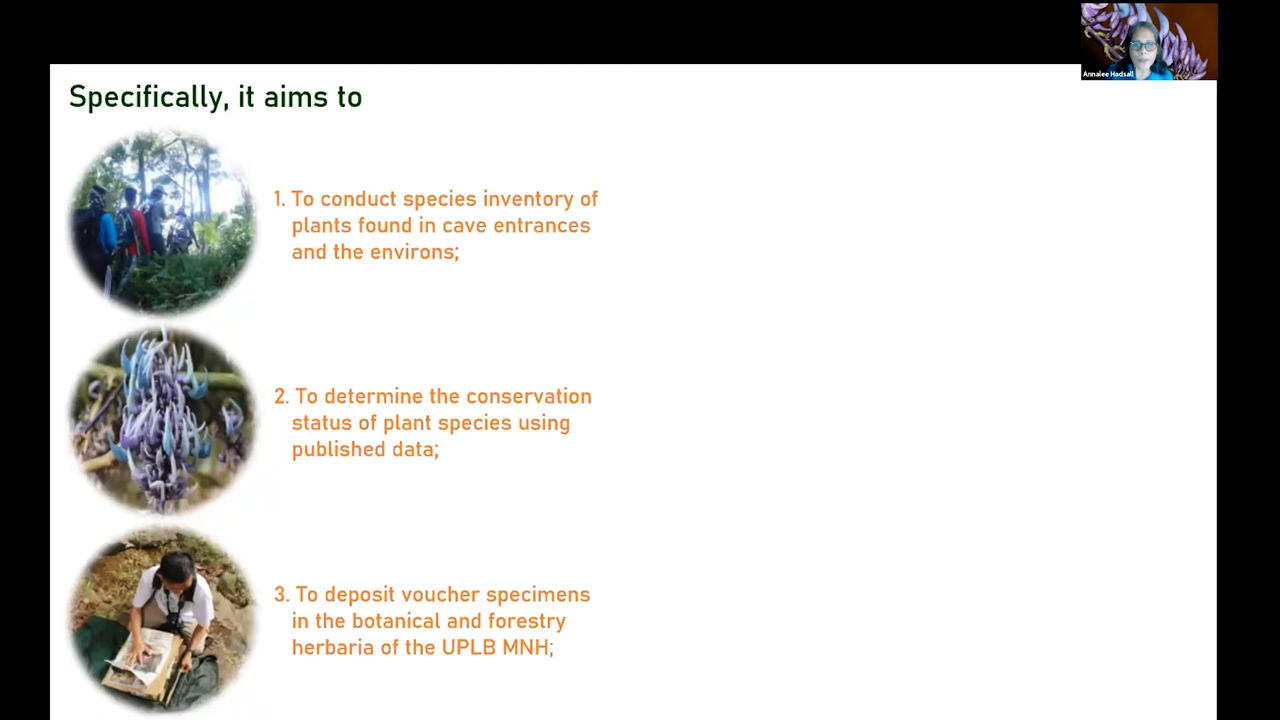 Annalee Hadsall
Specifically, it aims to
1. To conduct species inventory of
plants found in cave entrances
and the environs;
2. To determine the conservation
status of plant species using
published data;
3. To deposit voucher specimens
in the botanical and forestry
herbaria of the UPLB MNH;